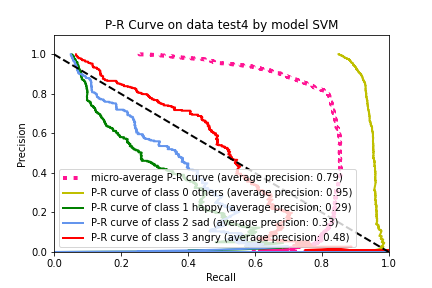 P-R Curve on data test4 by model SVM
1.0
0.8
0.6
0.4
0.2
0.0
Precision
micro-average P-R curve (average precision: 0.79)
P-R curve of class 0 others (average precision: 0.95)
P-R curve of class 1 happy (average precision: 0.29)
P-R curve of class 2 sad (average precision: 0.33)
P-R curve of class 3 angry (average precision: 0.48)
0.0 0.2 0.4 0.6 0.8 1.0
Recall